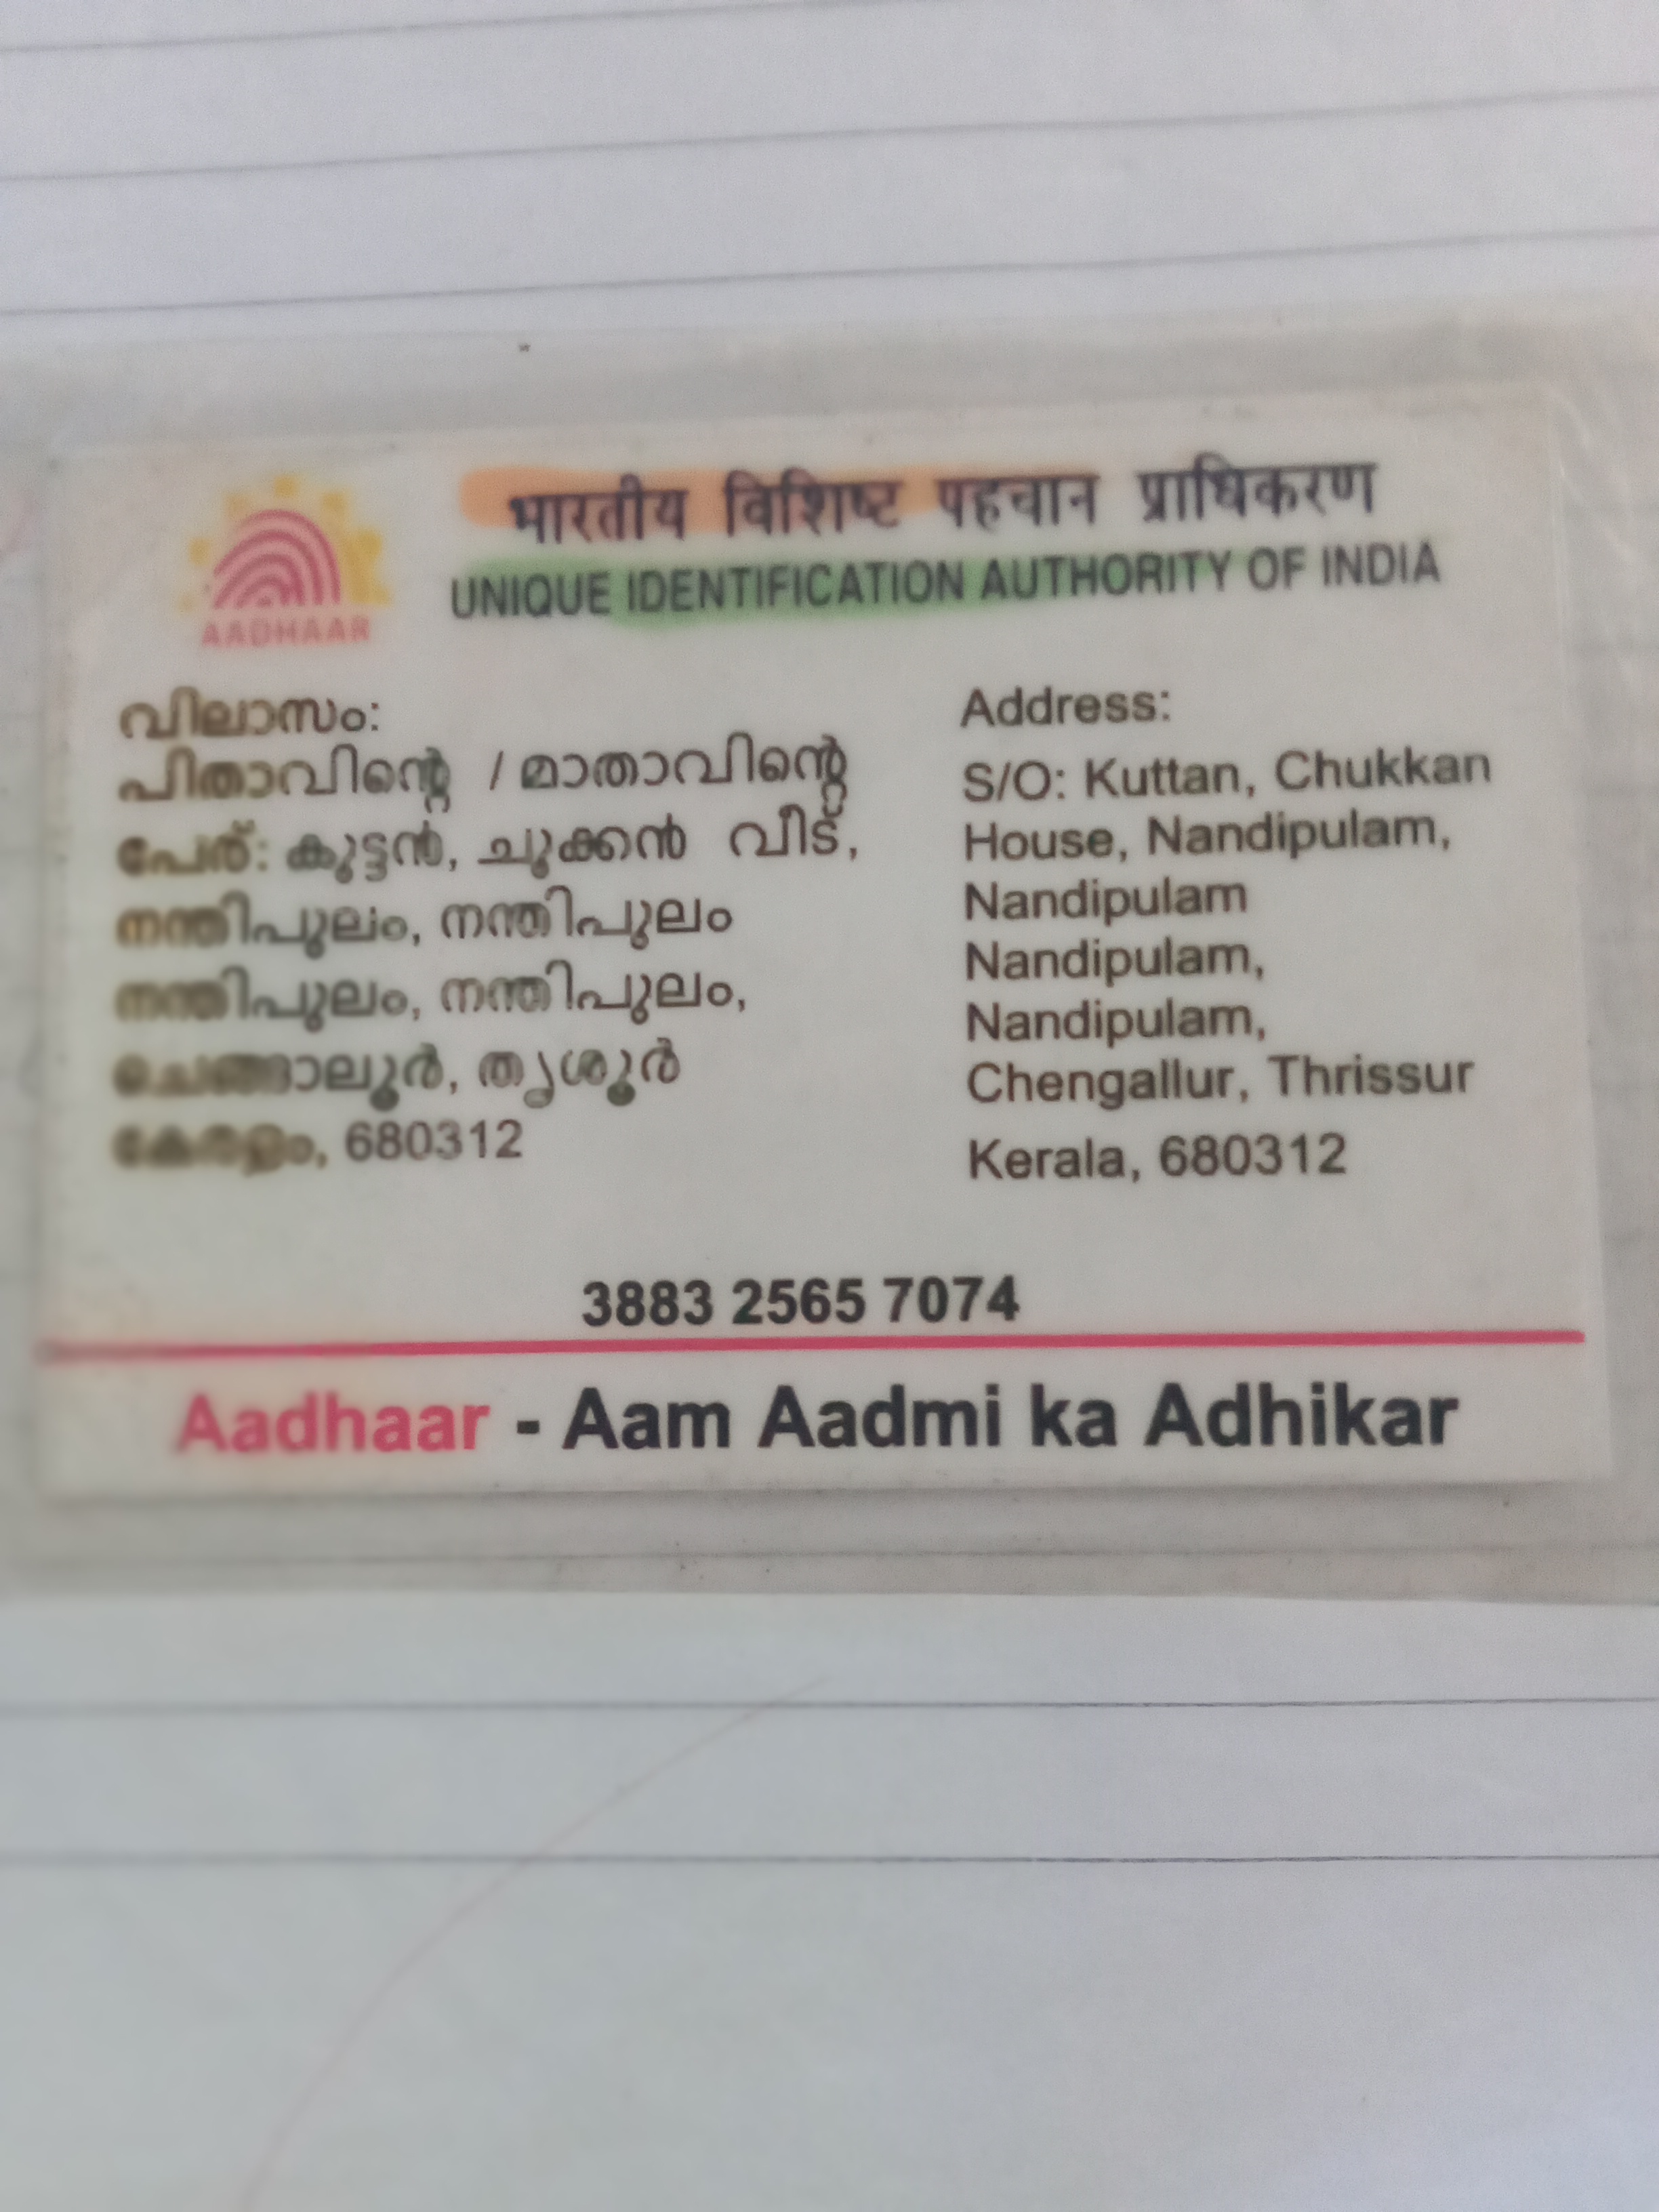 भारतीय विशिष्ट पहचान प्राधिकरण
UNIQUE IDENTIFICATION AUTHORITY OF INDIA
AADHAAR
വിലാസം:
പിതാവിന്റെ / മാതാവിന്റെ
പേര്: കുട്ടൻ, ചൂക്കൻ വീട്,
നന്തിപുലം, നന്തിപുലം
നന്തിപുലം, നന്തിപുലം,
ചെങ്ങാലൂർ, തൃശൂർ
കേരളം, 680312
Address:
S/O: Kuttan, Chukkan
House, Nandipulam,
Nandipulam
Nandipulam,
Nandipulam,
Chengallur, Thrissur
Kerala, 680312
3883 2565 7074
Aadhaar - Aam Aadmi ka Adhikar